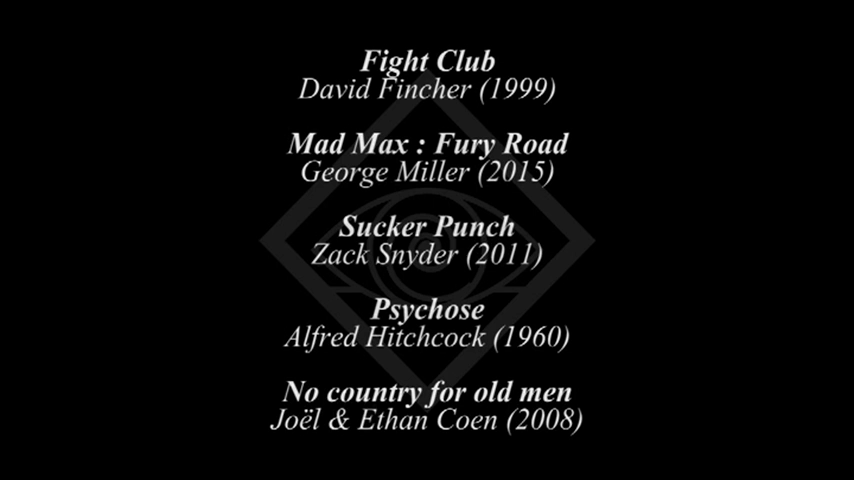 Fight Club
David Fincher (1999)
Mad Max : Fury Road
George Miller (2015)
Sucker Punch
Zack Snyder (2011)
Psychose
Alfred Hitchcock (1960)
No country for old men
Joël & Ethan Coen (2008)